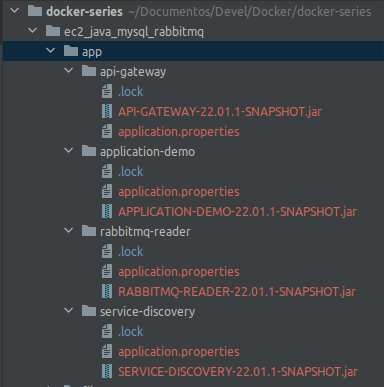 docker-series ~/Documentos/Devel/Docker/docker-series
ec2_java_mysql_rabbitmq
app
api-gateway
.lock
API-GATEWAY-22.01.1-SNAPSHOT.jar
application.properties
application-demo
.lock
application.properties
APPLICATION-DEMO-22.01.1-SNAPSHOT.jar
rabbitmq-reader
.lock
application.properties
RABBITMQ-READER-22.01.1-SNAPSHOT.jar
service-discovery
.lock
application.properties
SERVICE-DISCOVERY-22.01.1-SNAPSHOT.jar